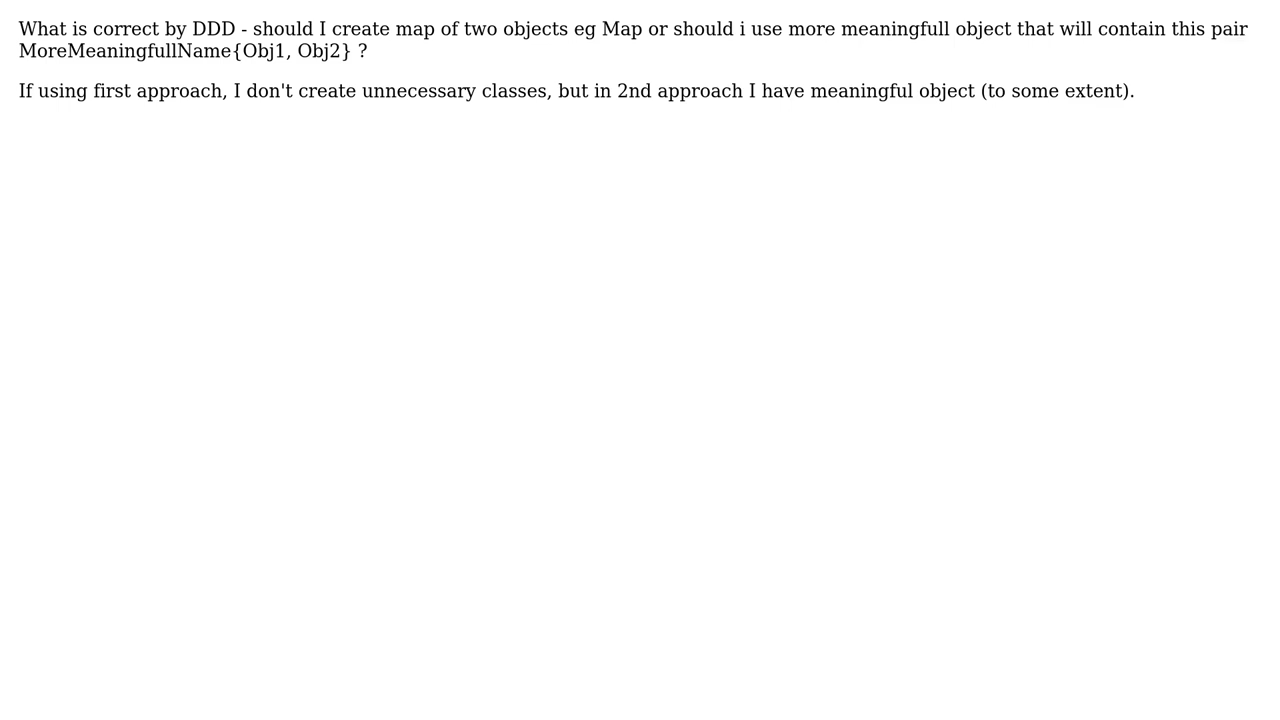 What is correct by DDD - should I create map of two objects eg Map or should i use more meaningfull object that will contain this pair
MoreMeaningfullName{Obj1, Obj2} ?
If using first approach, I don't create unnecessary classes, but in 2nd approach I have meaningful object (to some extent).